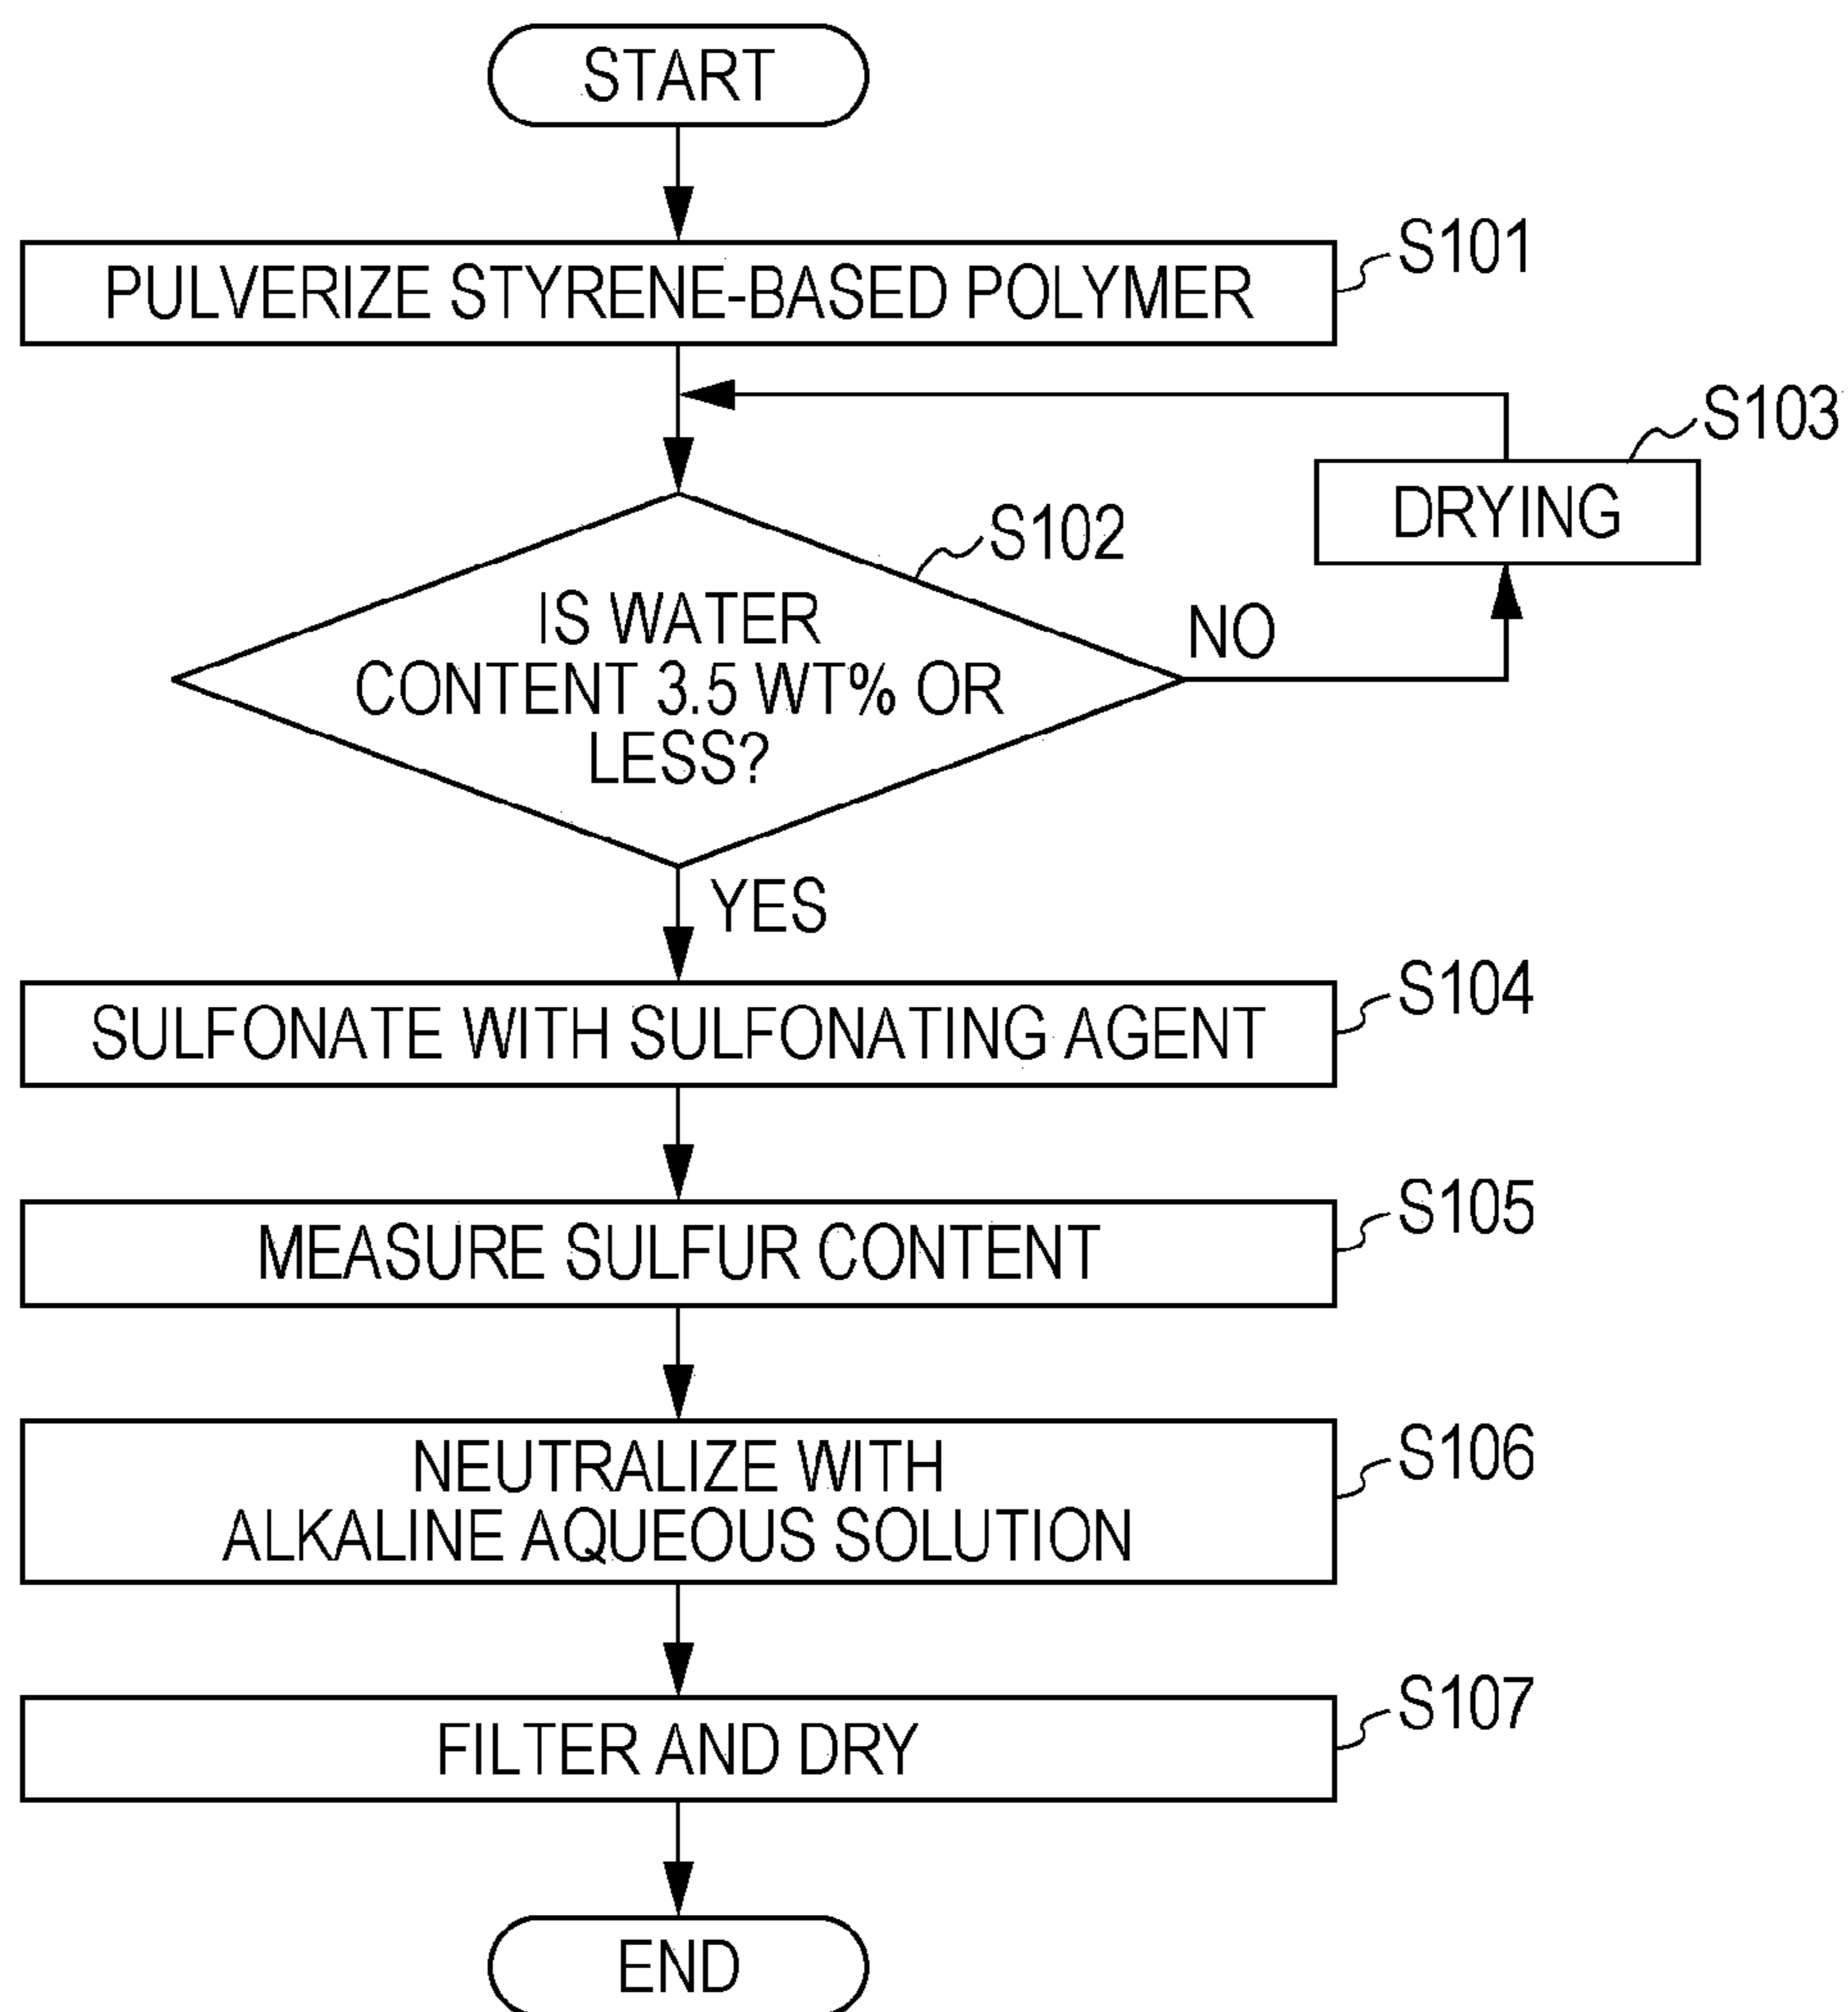 START
PULVERIZE STYRENE-BASED POLYMER
S101
S103
DRYING
S102
IS WATER
CONTENT 3.5 WT% OR
LESS?
NO
YES
SULFONATE WITH SULFONATING AGENT
S104
MEASURE SULFUR CONTENT
S105
NEUTRALIZE WITH
ALKALINE AQUEOUS SOLUTION
S106
FILTER AND DRY
S107
END